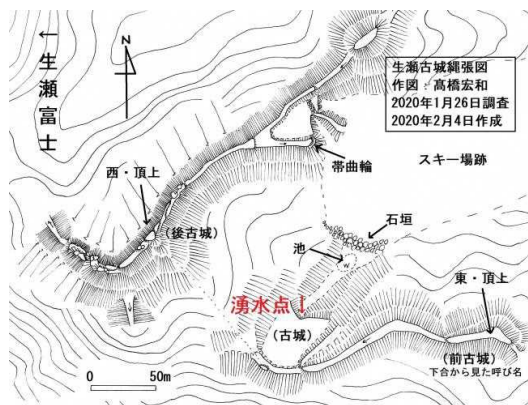 ←生瀬富士
N
生瀬古城縄張図
作図：高橋宏和
2020年1月26日調査
2020年2月4日作成
スキー場跡
帯曲輪
西・頂上
(後古城)
石垣
池
湧水点
東・頂上
(古城)
(前古城)
下合から見た呼び名
0 50m